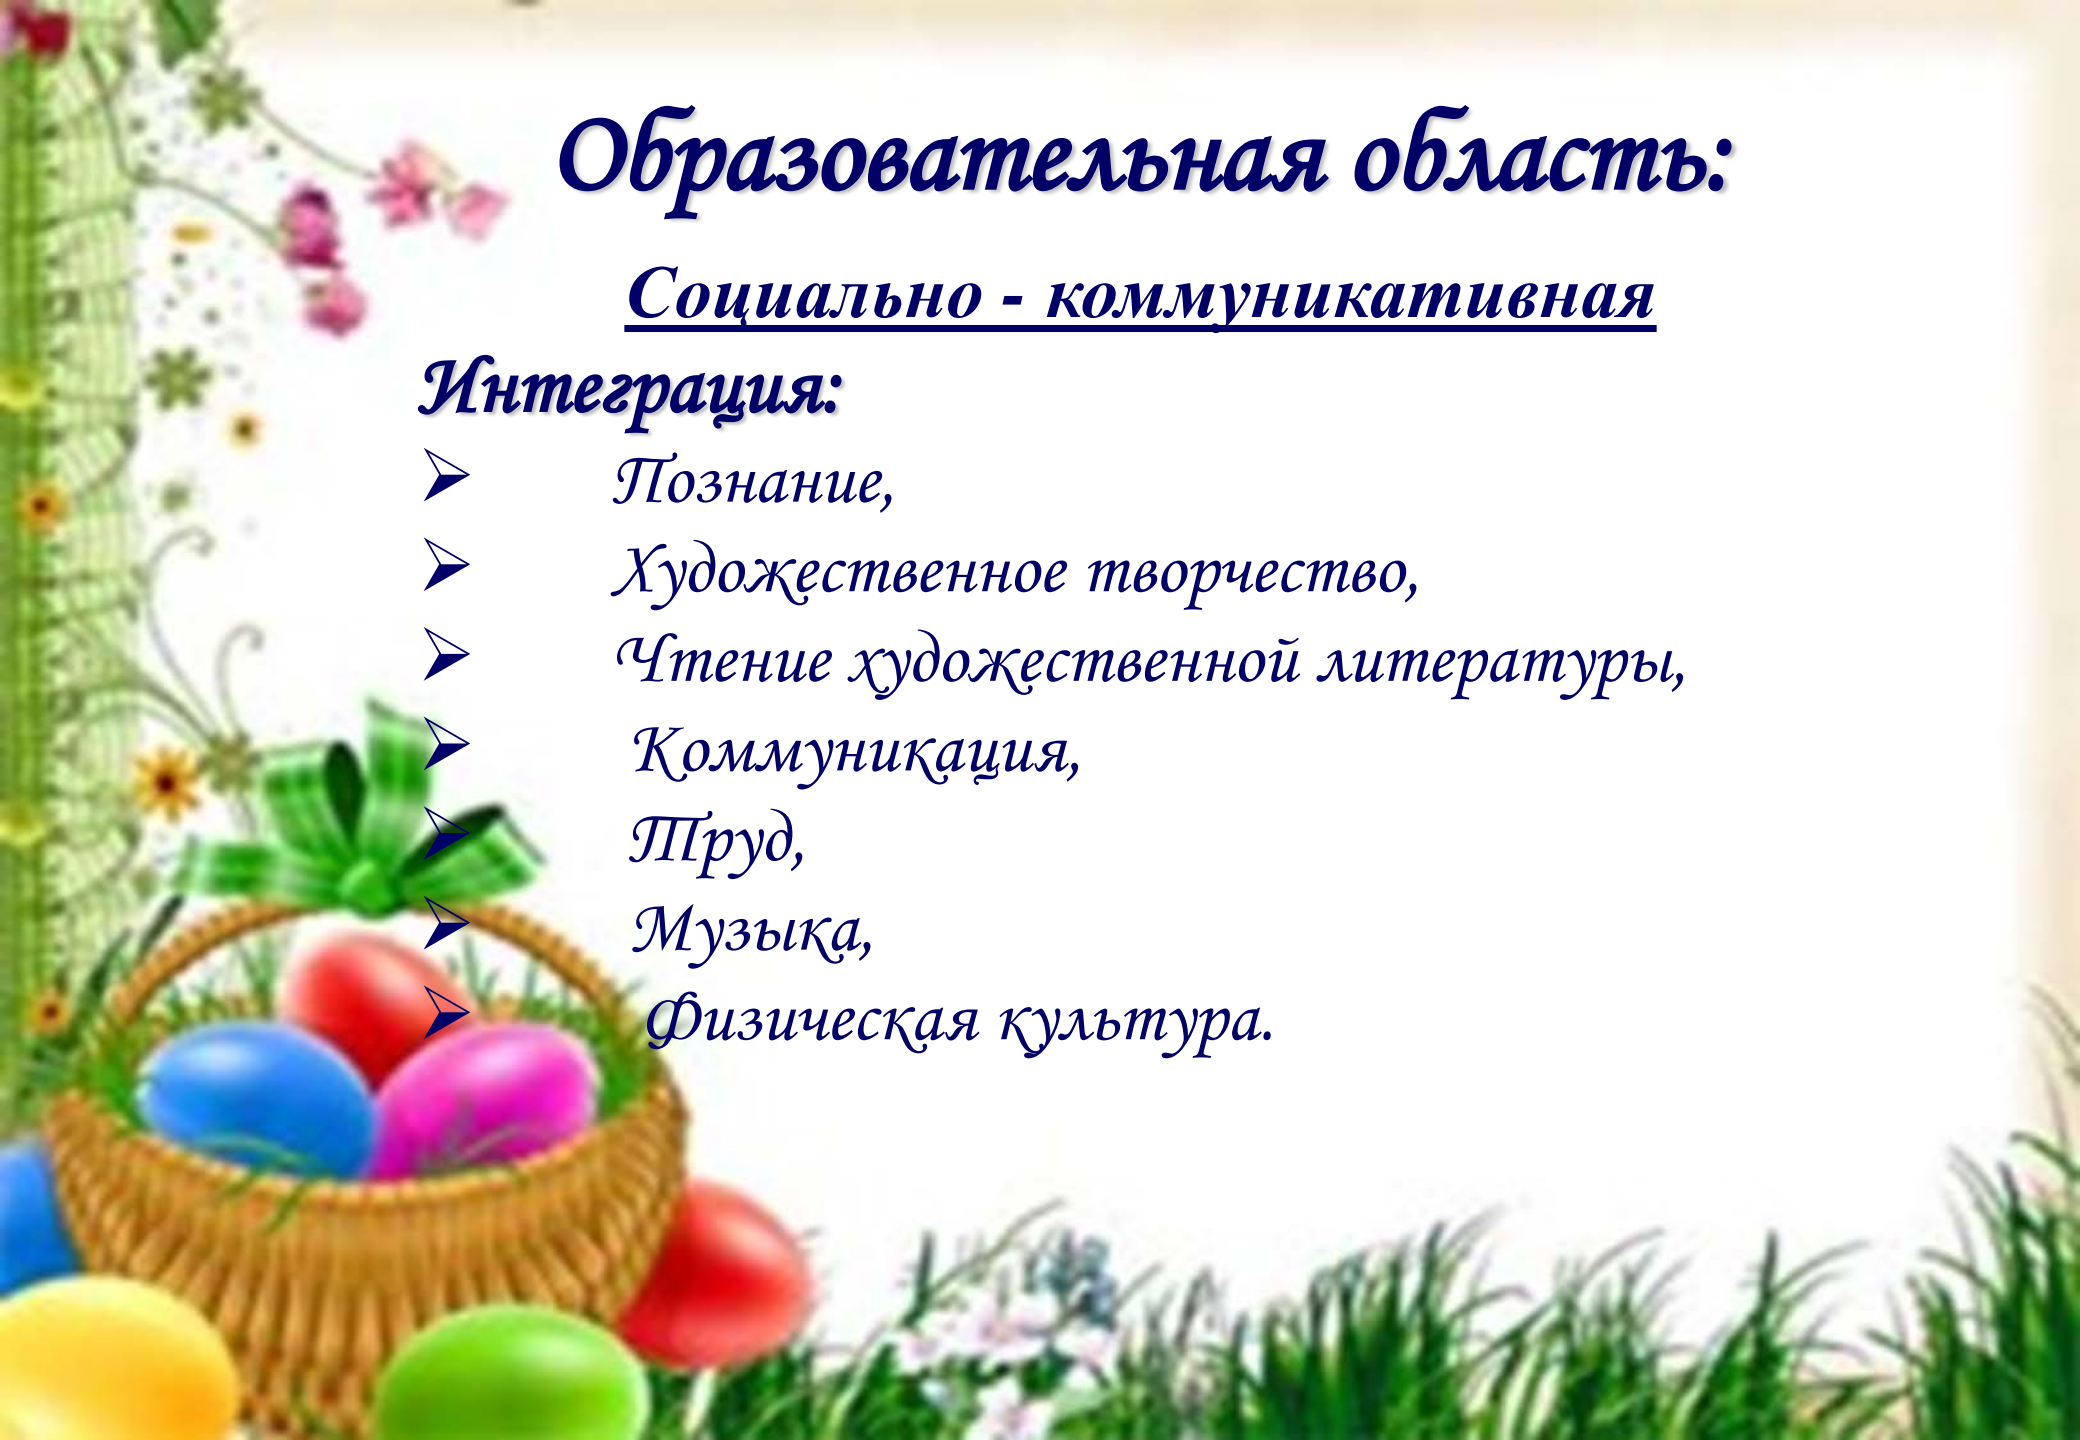 Образовательная область:
Социально - коммуникативная
Интеграция:
➢ Познание,
➢ Художественное творчество,
➢ Чтение художественной литературы,
➢ Коммуникация,
➢ Труд,
➢ Музыка,
➢ Физическая культура.